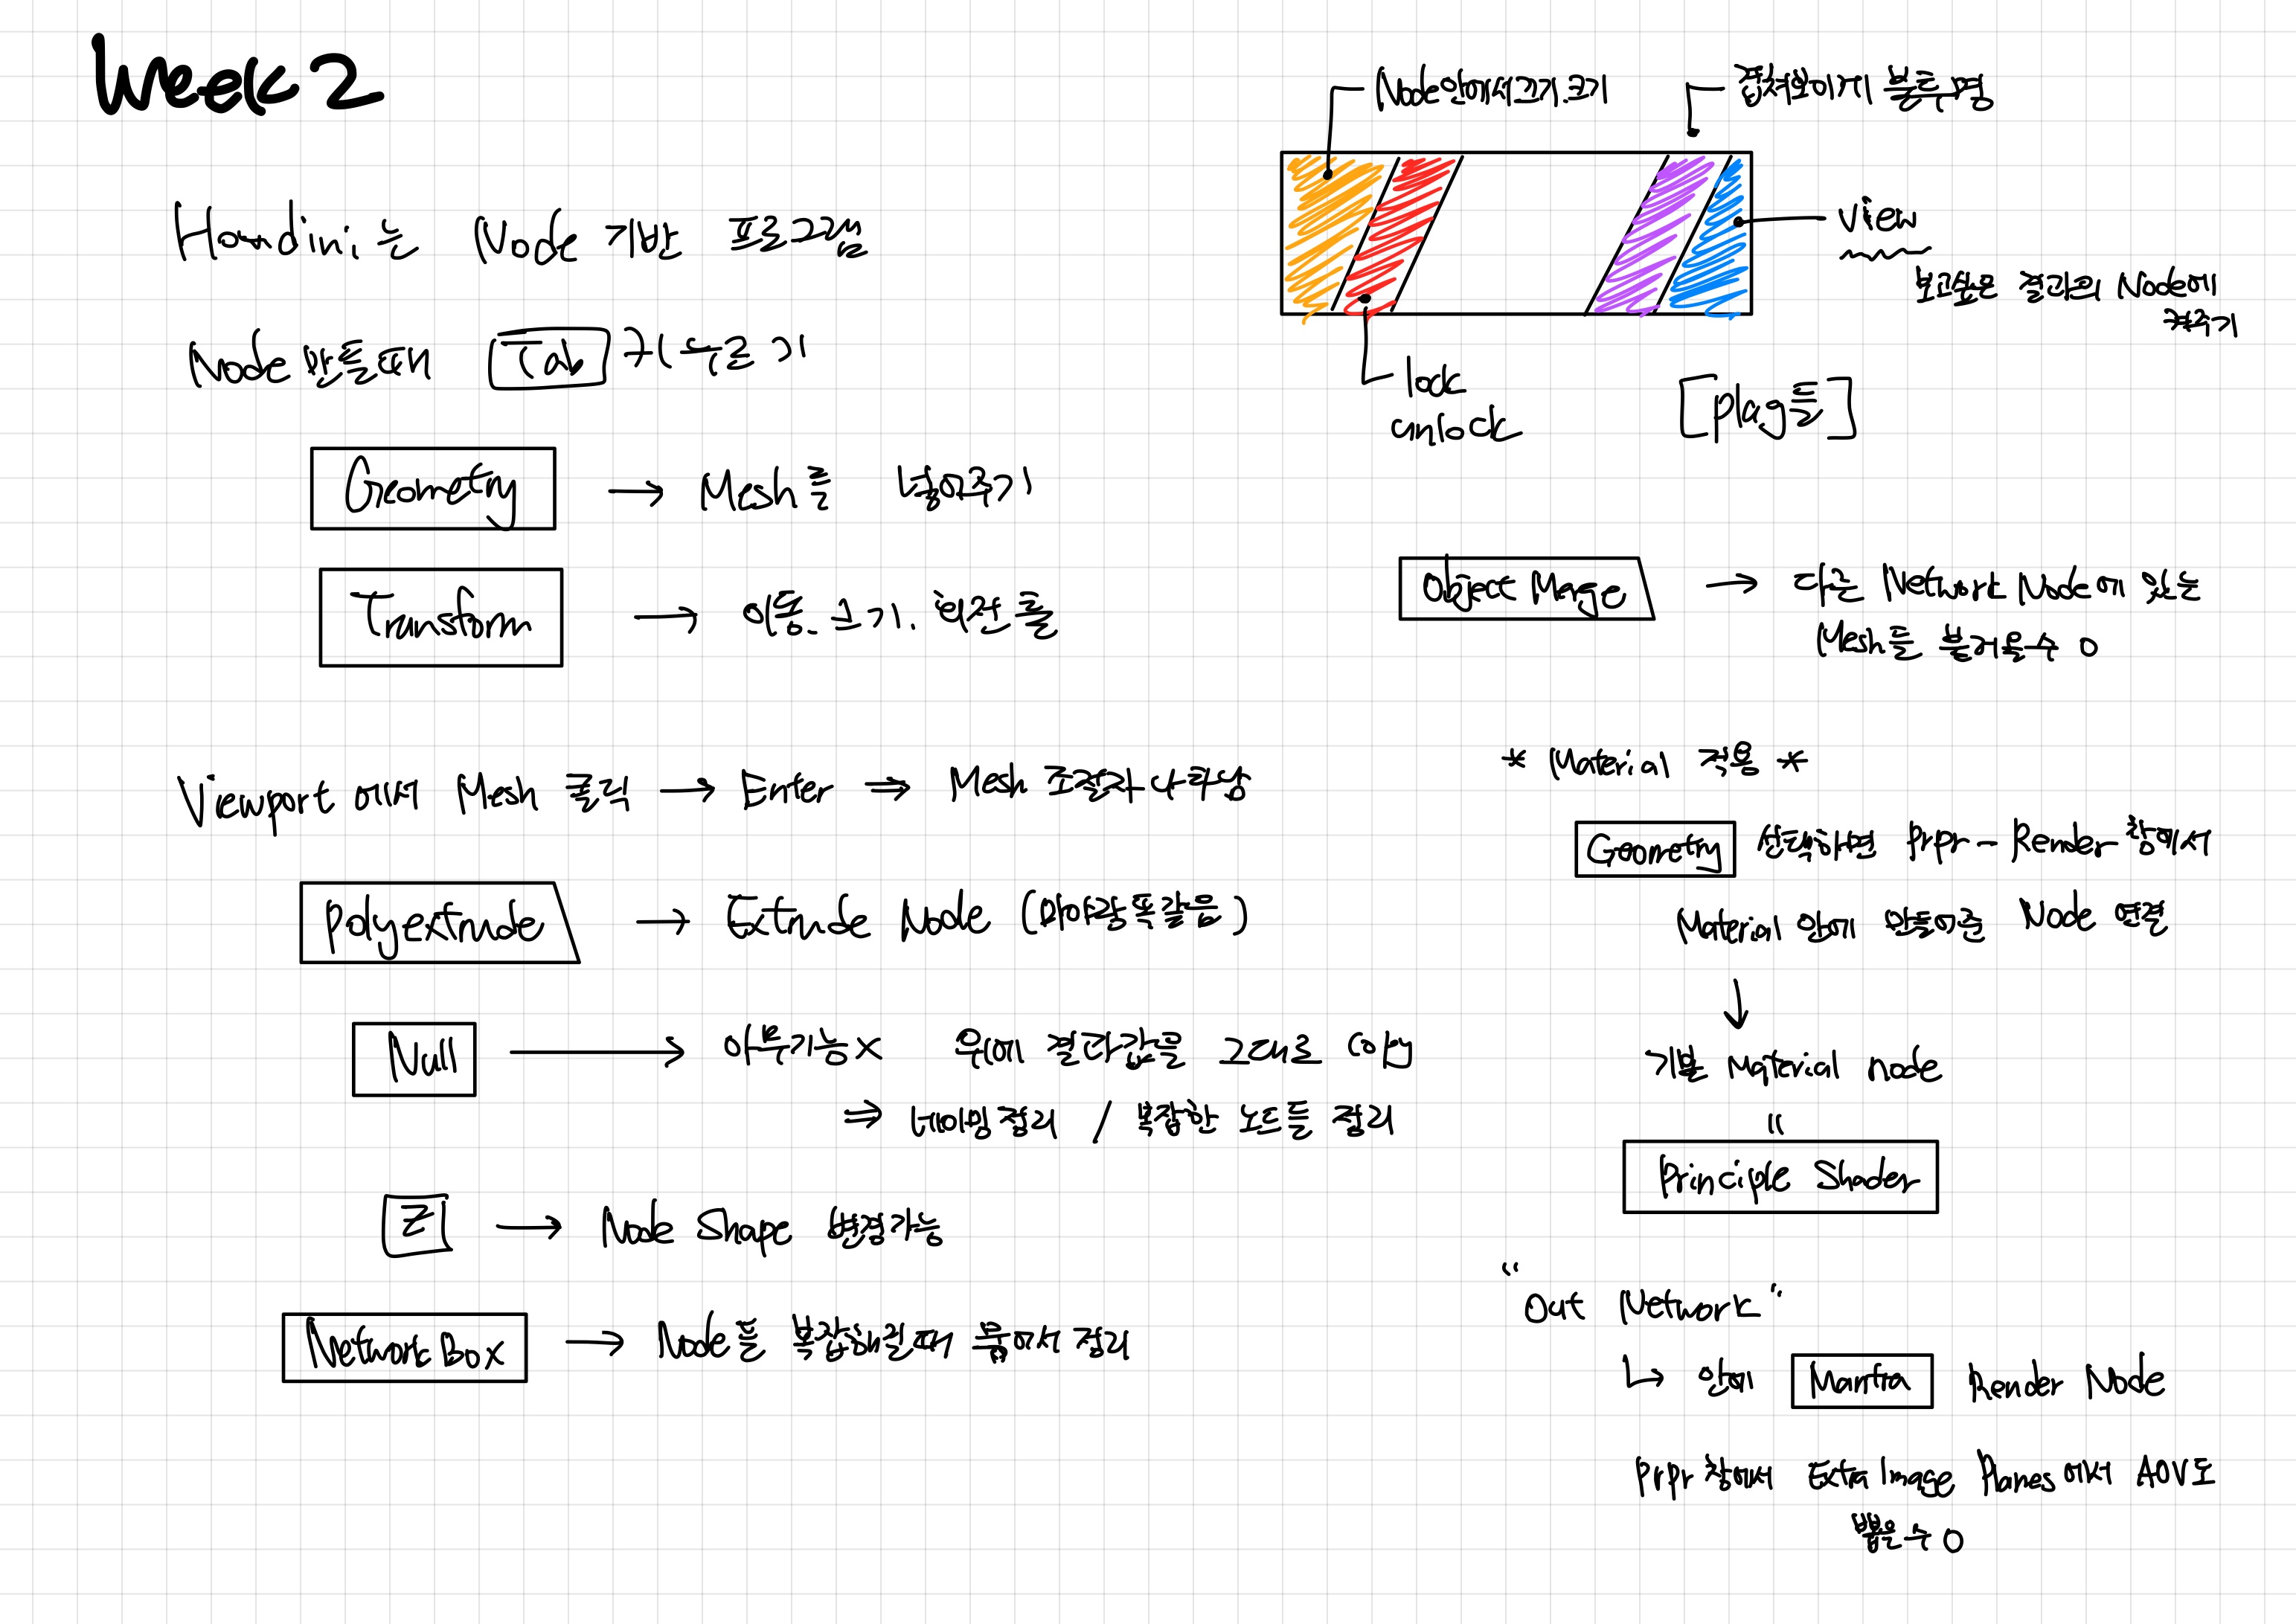 Week 2
Houdini는 Node 기반 프로그램
Node 만들때 Tab 키 누르기
Geometry → Mesh를 넣어주기
Transform → 이동. 크기. 회전 툴
Viewport 에서 Mesh 클릭 → Enter ⇒ Mesh 조절자 나타남
Polyextrude → Extrude Node (마야랑 똑같음)
Null → 아무기능 x 위에 결과값을 그대로
⇒ 네이밍정리 / 복잡한 노드들 정리
Z → Node Shape 변경가능
Network Box → Node들 복잡해질때 묶어서 정리
Node안에서 끄기.키기
겹쳐보이게 불투명
view
보고싶은 결과의 Node에
켜주기
lock
unlock
[plag들]
Object Merge → 다른 Network Node에 있는
Mesh들 불러올수 O
* Material 적용 *
Geometry 선택하면 Prpr - Render 창에서
Material 안에 만들어준 Node 연결
↓
기본 Material node
=
Principle Shader
"Out Network"
↳ 안에 Mantra Render Node
Prpr 창에서 Extra Image Planes 에서 AOV도
뽑을수 O